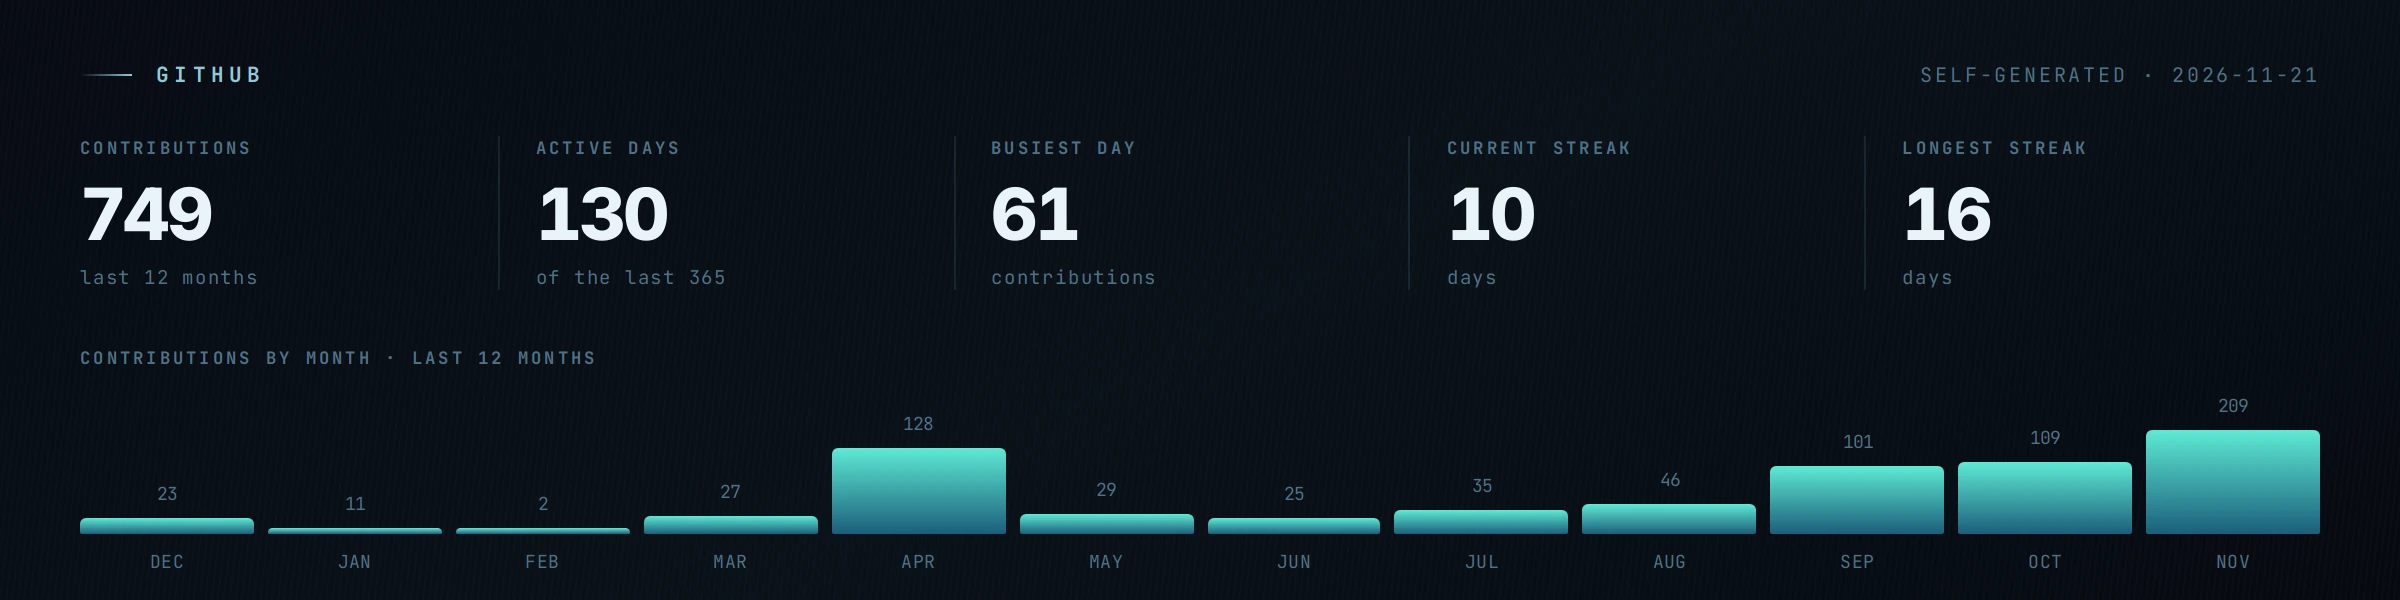 GITHUB
SELF-GENERATED · 2026-11-21
CONTRIBUTIONS
749
last 12 months
ACTIVE DAYS
130
of the last 365
BUSIEST DAY
61
contributions
CURRENT STREAK
10
days
LONGEST STREAK
16
days
CONTRIBUTIONS BY MONTH · LAST 12 MONTHS
23 11 2 27 128 29 25 35 46 101 109 209
DEC JAN FEB MAR APR MAY JUN JUL AUG SEP OCT NOV